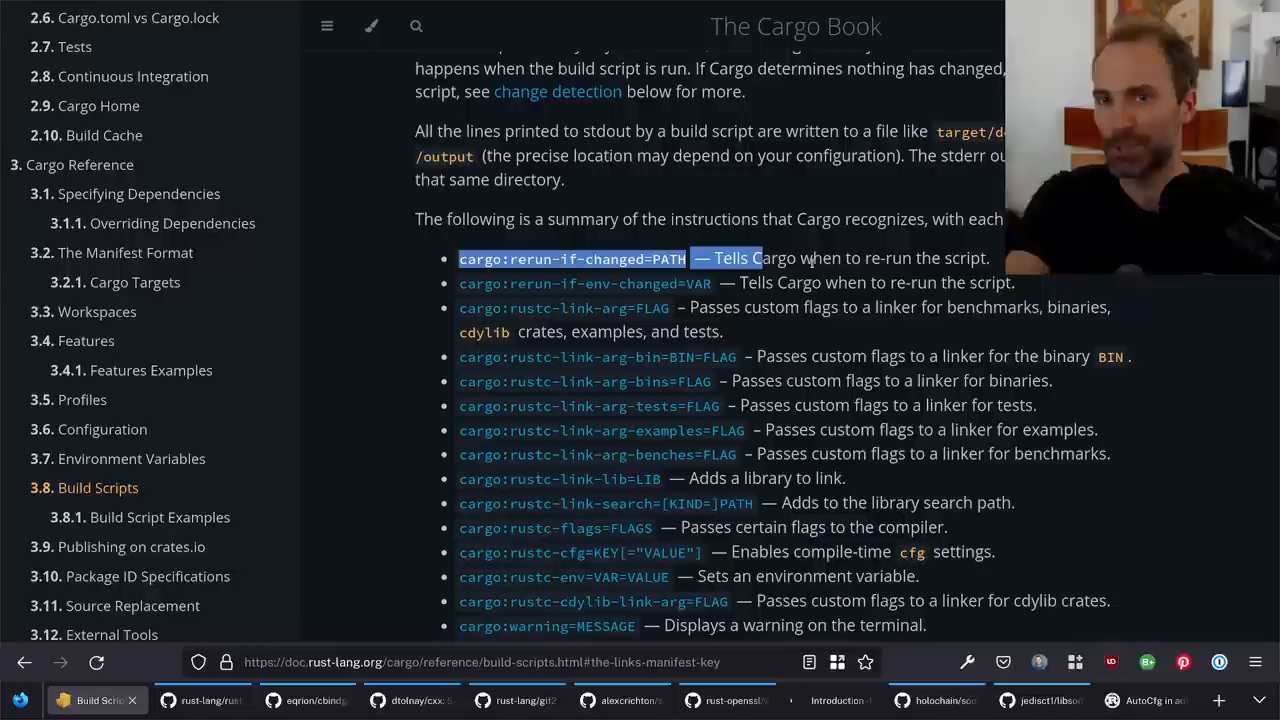 2.6. Cargo.toml vs Cargo.lock
2.7. Tests
2.8. Continuous Integration
2.9. Cargo Home
2.10. Build Cache
3. Cargo Reference
3.1. Specifying Dependencies
3.1.1. Overriding Dependencies
3.2. The Manifest Format
3.2.1. Cargo Targets
3.3. Workspaces
3.4. Features
3.4.1. Features Examples
3.5. Profiles
3.6. Configuration
3.7. Environment Variables
3.8. Build Scripts
3.8.1. Build Script Examples
3.9. Publishing on crates.io
3.10. Package ID Specifications
3.11. Source Replacement
3.12. External Tools
The Cargo Book
happens when the build script is run. If Cargo determines nothing has changed,
script, see change detection below for more.
All the lines printed to stdout by a build script are written to a file like target/de
/output (the precise location may depend on your configuration). The stderr ou
that same directory.
The following is a summary of the instructions that Cargo recognizes, with each
cargo:rerun-if-changed=PATH — Tells Cargo when to re-run the script.
cargo:rerun-if-env-changed=VAR — Tells Cargo when to re-run the script.
cargo:rustc-link-arg=FLAG – Passes custom flags to a linker for benchmarks, binaries,
cdylib crates, examples, and tests.
cargo:rustc-link-arg-bin=BIN=FLAG – Passes custom flags to a linker for the binary BIN .
cargo:rustc-link-arg-bins=FLAG – Passes custom flags to a linker for binaries.
cargo:rustc-link-arg-tests=FLAG – Passes custom flags to a linker for tests.
cargo:rustc-link-arg-examples=FLAG – Passes custom flags to a linker for examples.
cargo:rustc-link-arg-benches=FLAG – Passes custom flags to a linker for benchmarks.
cargo:rustc-link-lib=LIB — Adds a library to link.
cargo:rustc-link-search=[KIND=]PATH — Adds to the library search path.
cargo:rustc-flags=FLAGS — Passes certain flags to the compiler.
cargo:rustc-cfg=KEY[="VALUE"] — Enables compile-time cfg settings.
cargo:rustc-env=VAR=VALUE — Sets an environment variable.
cargo:rustc-cdylib-link-arg=FLAG — Passes custom flags to a linker for cdylib crates.
cargo:warning=MESSAGE — Displays a warning on the terminal.
https://doc.rust-lang.org/cargo/reference/build-scripts.html#the-links-manifest-key
Build Scrip
rust-lang/rust
eqrion/cbind
dtolnay/cxx: S
rust-lang/git2
alexcrichton/
rust-openssl/
Introduction -
holochain/so
jedisct1/libso
AutoCfg in au